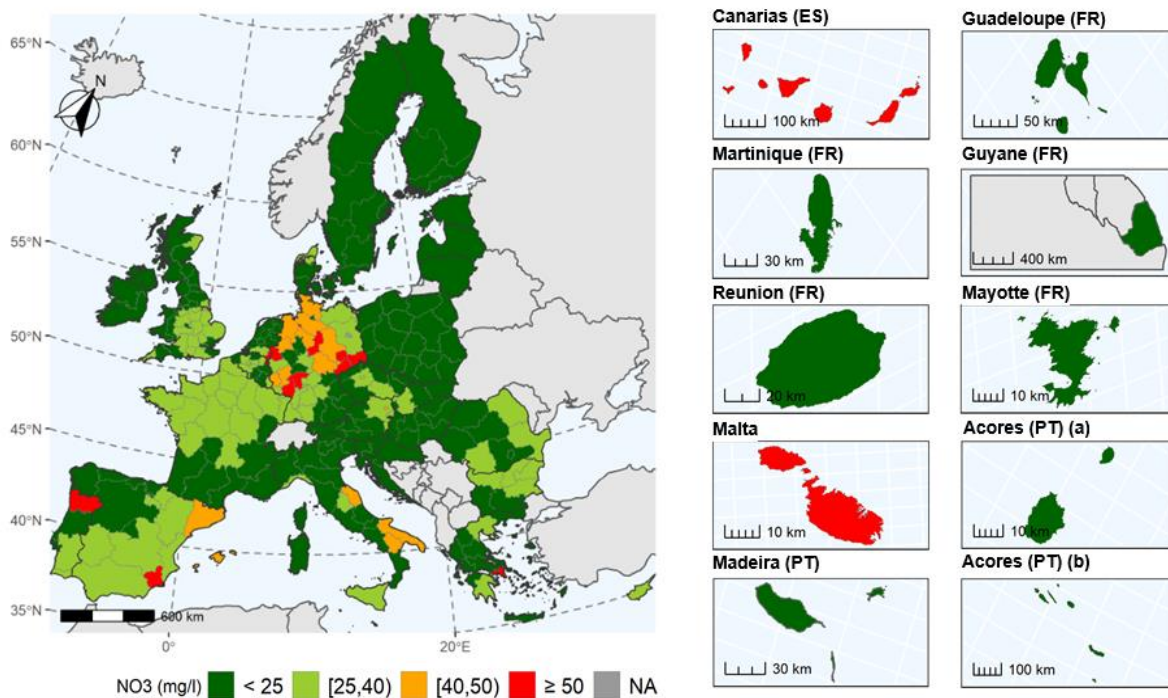 65°N
N
60°N
55°N
50°N
45°N
40°N
35°N
600 km
0°
20°E
NO3 (mg/l) < 25 [25,40) [40,50) ≥ 50 NA
Canarias (ES)
100 km
Guadeloupe (FR)
50 km
Martinique (FR)
30 km
Guyane (FR)
400 km
Reunion (FR)
20 km
Mayotte (FR)
10 km
Malta
10 km
Acores (PT) (a)
10 km
Madeira (PT)
30 km
Acores (PT) (b)
100 km